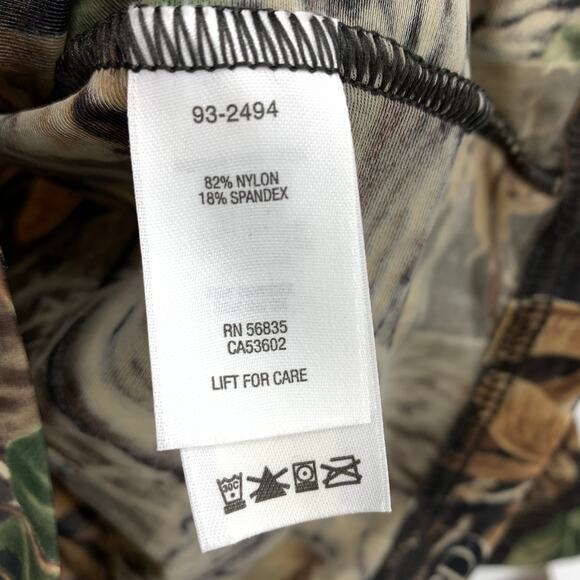 93-2494
82% NYLON
18% SPANDEX
RN 56835
CA53602
LIFT FOR CARE
30C